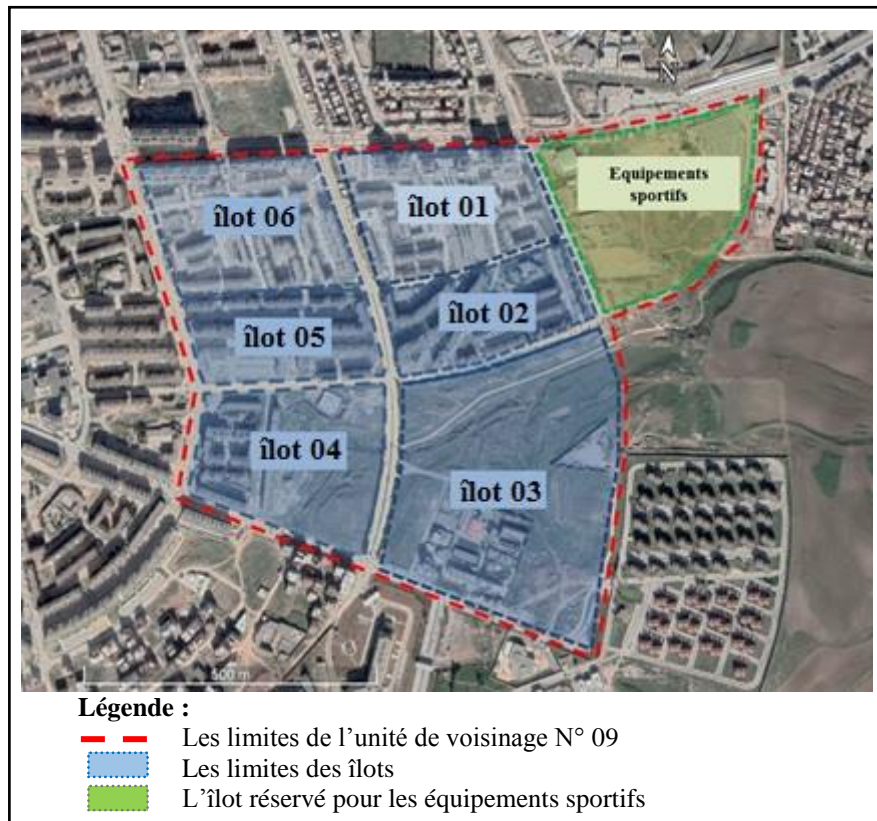 N
Equipements
sportifs
îlot 06
îlot 01
îlot 02
îlot 05
îlot 04
îlot 03
500 m
Légende :
Les limites de l’unité de voisinage N° 09
Les limites des îlots
L’îlot réservé pour les équipements sportif